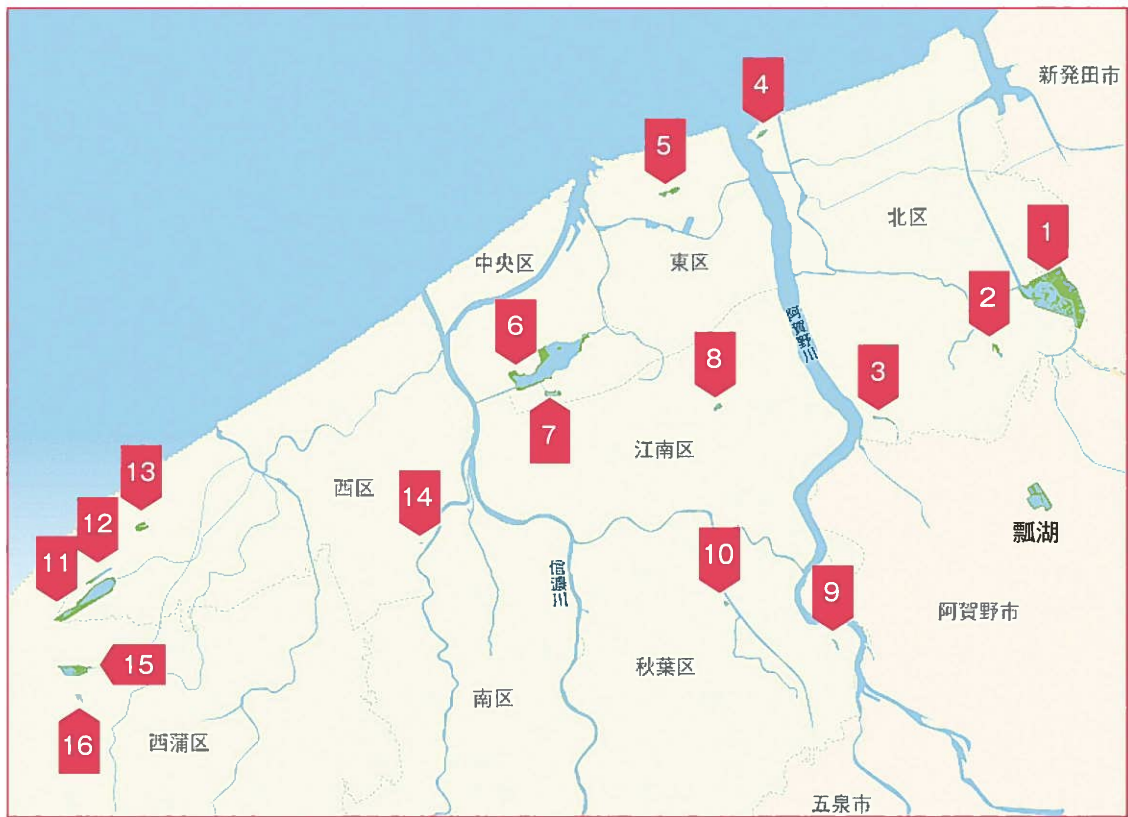 新発田市
4
5
北区
1
中央区
東区
2
6
阿賀野川
8
3
7
江南区
13
西区
14
12
瓢湖
11
10
信濃川
9
阿賀野市
15
秋葉区
南区
16
西蒲区
五泉市